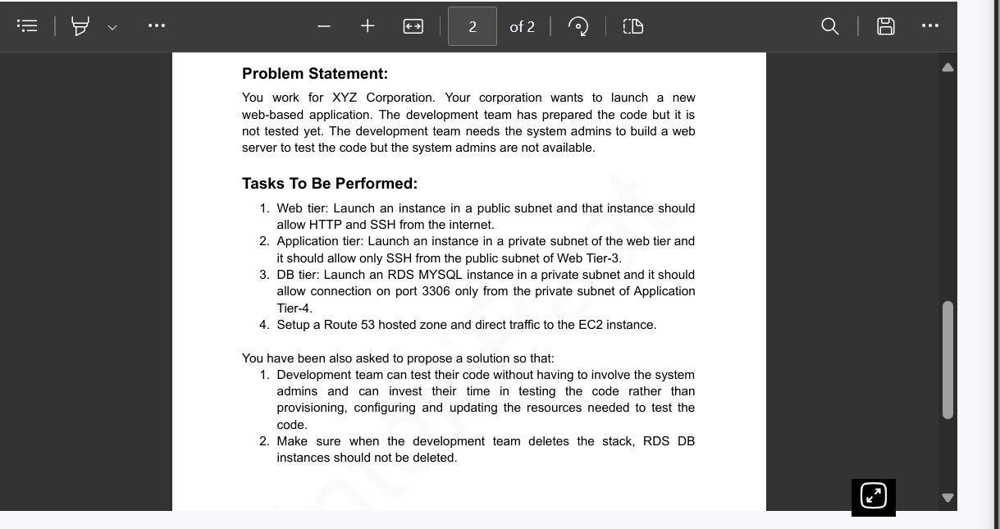 2 of 2
Problem Statement:
You work for XYZ Corporation. Your corporation wants to launch a new
web-based application. The development team has prepared the code but it is
not tested yet. The development team needs the system admins to build a web
server to test the code but the system admins are not available.
Tasks To Be Performed:
1. Web tier: Launch an instance in a public subnet and that instance should
allow HTTP and SSH from the internet.
2. Application tier: Launch an instance in a private subnet of the web tier and
it should allow only SSH from the public subnet of Web Tier-3.
3. DB tier: Launch an RDS MYSQL instance in a private subnet and it should
allow connection on port 3306 only from the private subnet of Application
Tier-4.
4. Setup a Route 53 hosted zone and direct traffic to the EC2 instance.
You have been also asked to propose a solution so that:
1. Development team can test their code without having to involve the system
admins and can invest their time in testing the code rather than
provisioning, configuring and updating the resources needed to test the
code.
2. Make sure when the development team deletes the stack, RDS DB
instances should not be deleted.